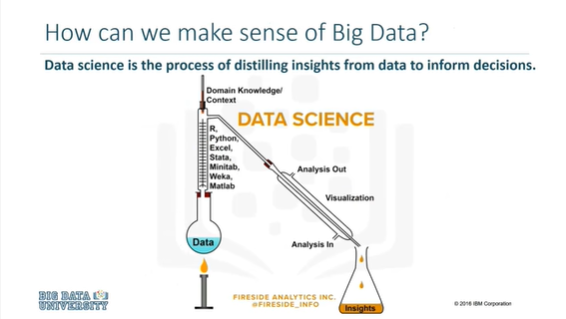 How can we make sense of Big Data?
Data science is the process of distilling insights from data to inform decisions.
Domain Knowledge/
Context
DATA SCIENCE
R,
Python,
Excel,
Stata,
Minitab,
Weka,
Matlab
Analysis Out
Visualization
Data
Analysis In
FIRESIDE ANALYTICS INC.
@FIRESIDE_INFO
Insights
BIG DATA
UNIVERSITY
© 2016 IBM Corporation